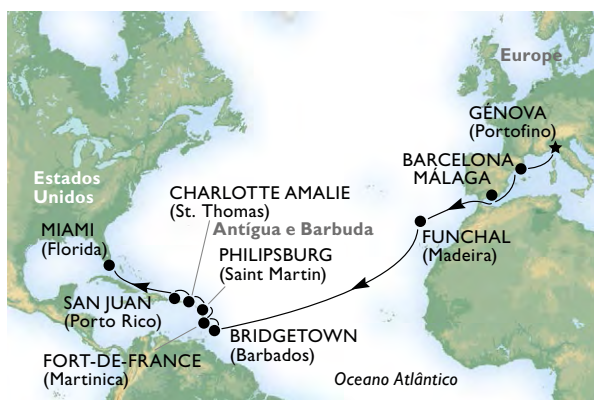 Europe
GÉNOVA
(Portofino)
BARCELONA
MÁLAGA
Estados
Unidos
CHARLOTTE AMALIE
(St. Thomas)
Antígua e Barbuda
MIAMI
(Florida)
PHILIPSBURG
(Saint Martin)
FUNCHAL
(Madeira)
SAN JUAN
(Porto Rico)
BRIDGETOWN
(Barbados)
FORT-DE-FRANCE
(Martinica)
Oceano Atlântico